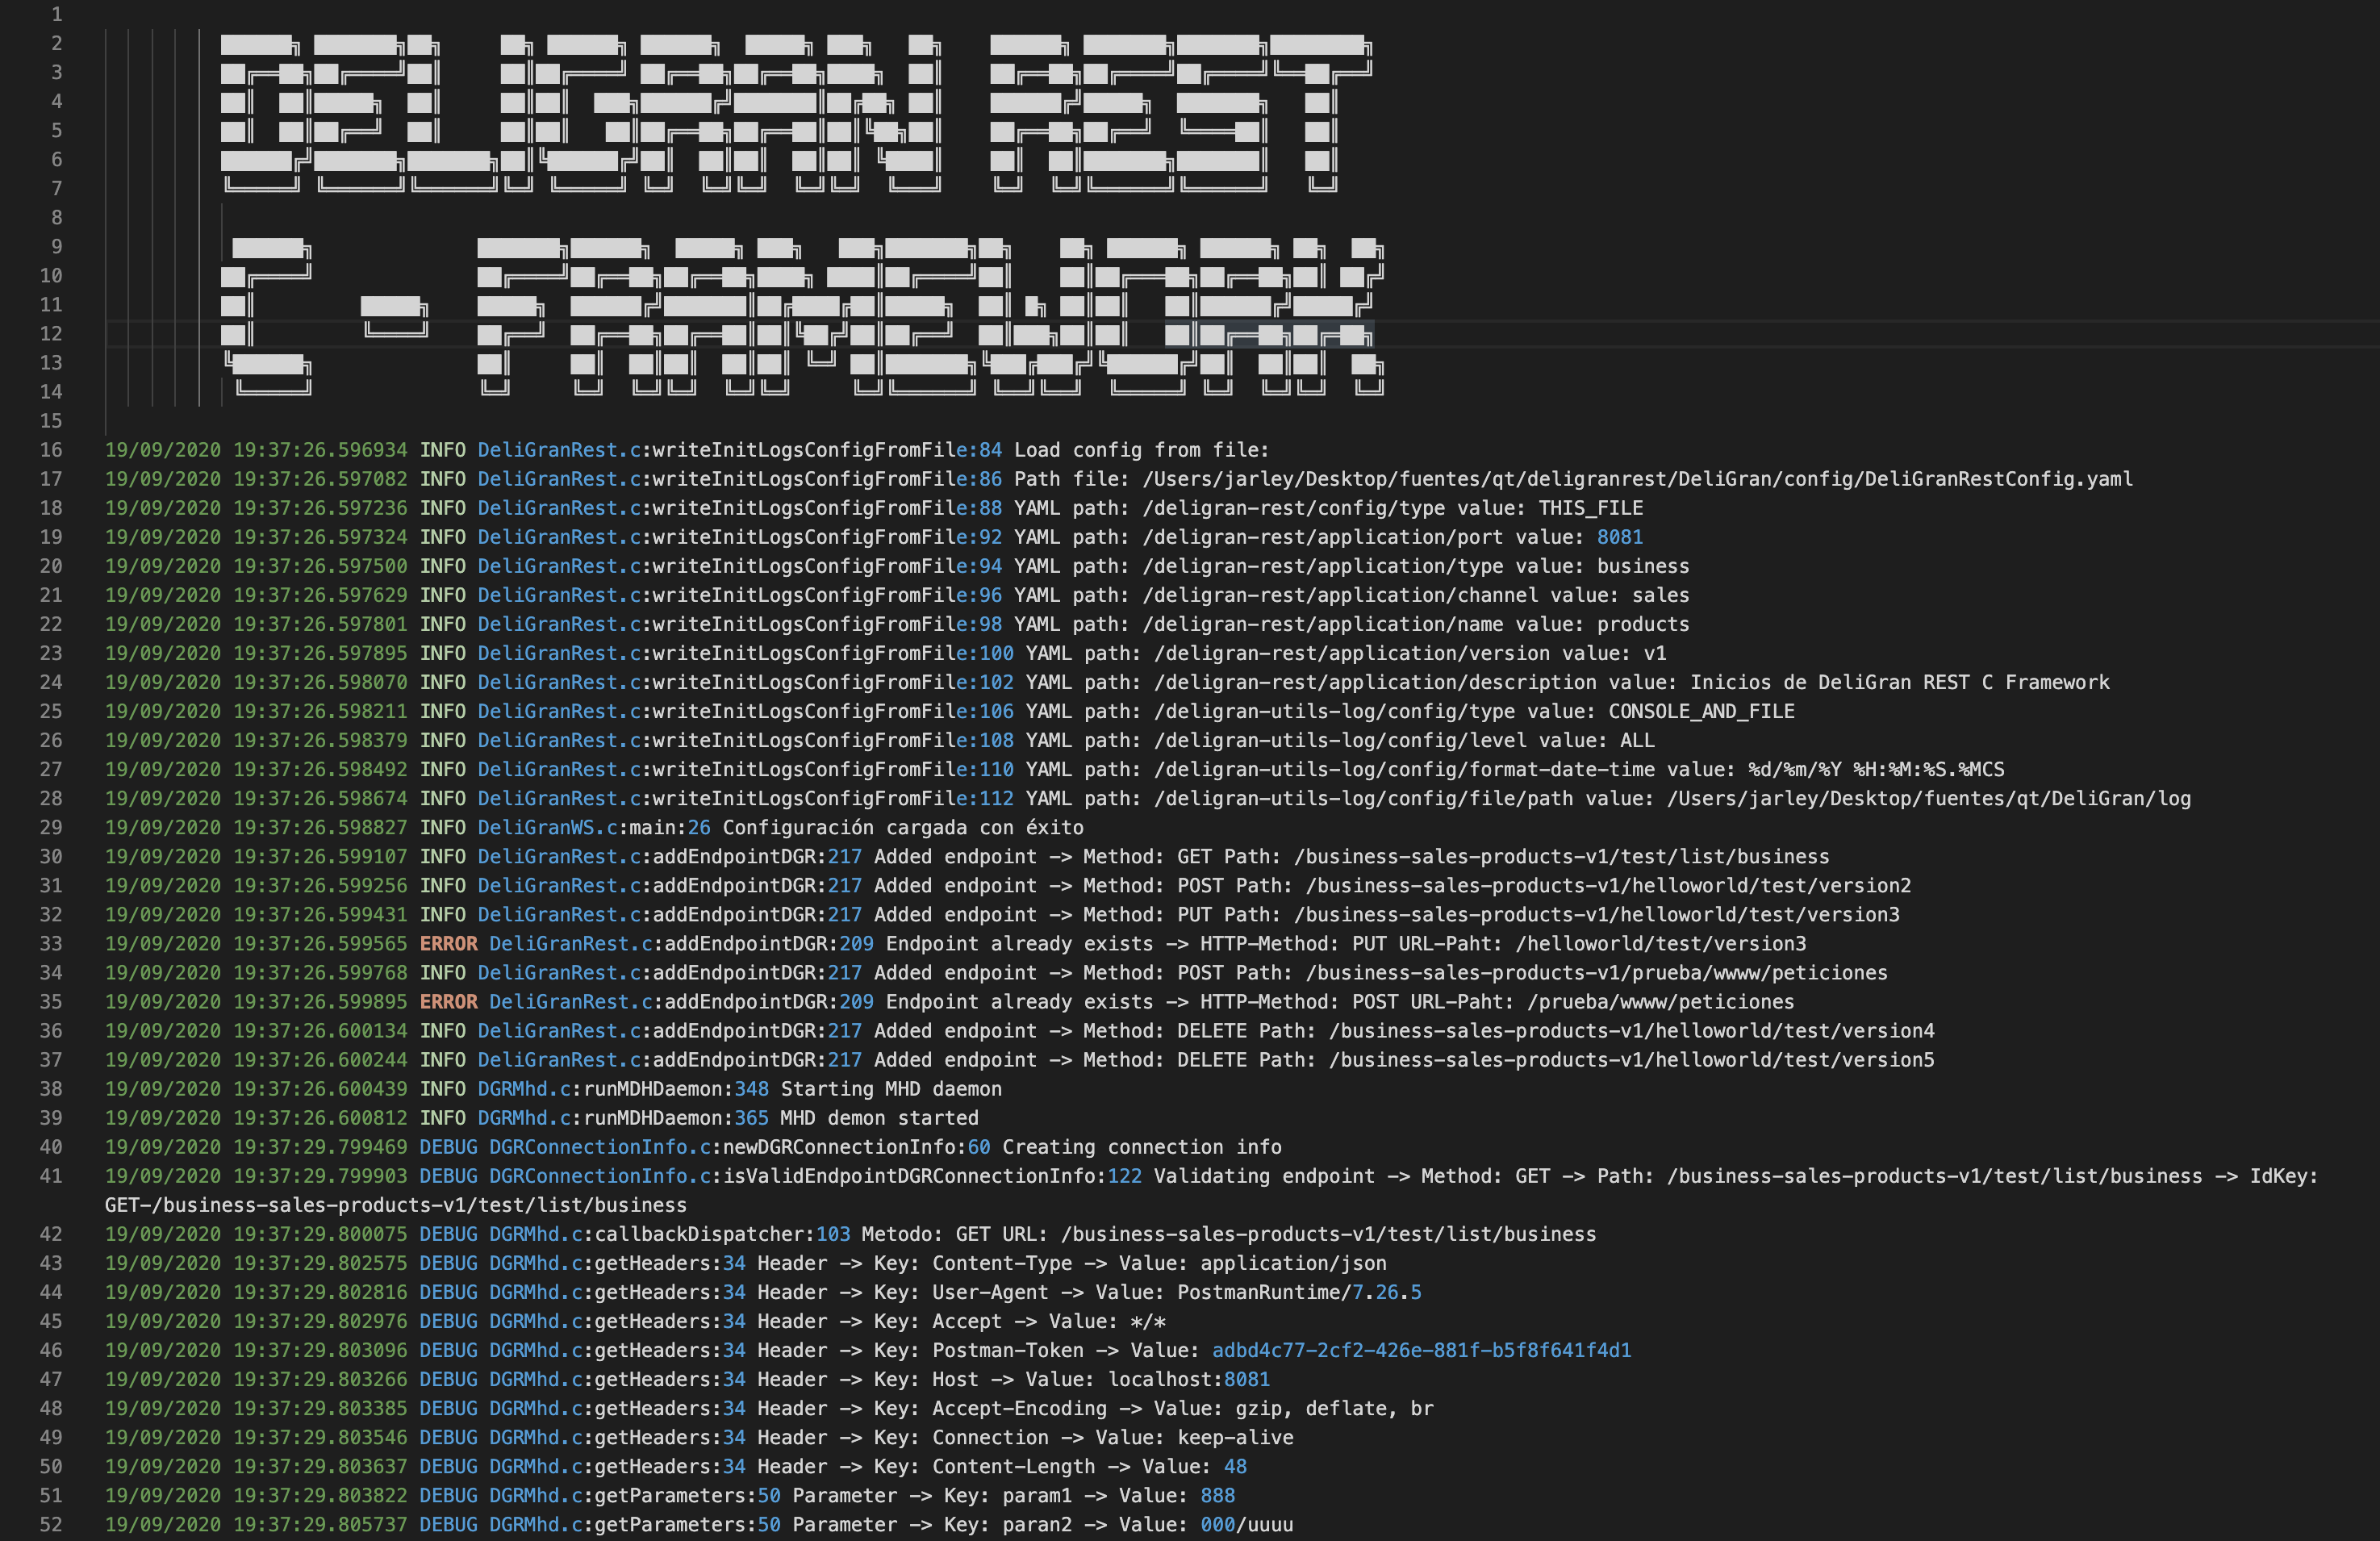 1
2 DELIGRAN REST
3
4
5
6
7
8
9 C - FRAMEWORK
10
11
12
13
14
15
16 19/09/2020 19:37:26.596934 INFO DeliGranRest.c:writeInitLogsConfigFromFile:84 Load config from file:
17 19/09/2020 19:37:26.597082 INFO DeliGranRest.c:writeInitLogsConfigFromFile:86 Path file: /Users/jarley/Desktop/fuentes/qt/deligranrest/DeliGran/config/DeliGranRestConfig.yaml
18 19/09/2020 19:37:26.597236 INFO DeliGranRest.c:writeInitLogsConfigFromFile:88 YAML path: /deligran-rest/config/type value: THIS_FILE
19 19/09/2020 19:37:26.597324 INFO DeliGranRest.c:writeInitLogsConfigFromFile:92 YAML path: /deligran-rest/application/port value: 8081
20 19/09/2020 19:37:26.597500 INFO DeliGranRest.c:writeInitLogsConfigFromFile:94 YAML path: /deligran-rest/application/type value: business
21 19/09/2020 19:37:26.597629 INFO DeliGranRest.c:writeInitLogsConfigFromFile:96 YAML path: /deligran-rest/application/channel value: sales
22 19/09/2020 19:37:26.597801 INFO DeliGranRest.c:writeInitLogsConfigFromFile:98 YAML path: /deligran-rest/application/name value: products
23 19/09/2020 19:37:26.597895 INFO DeliGranRest.c:writeInitLogsConfigFromFile:100 YAML path: /deligran-rest/application/version value: v1
24 19/09/2020 19:37:26.598070 INFO DeliGranRest.c:writeInitLogsConfigFromFile:102 YAML path: /deligran-rest/application/description value: Inicios de DeliGran REST C Framework
25 19/09/2020 19:37:26.598211 INFO DeliGranRest.c:writeInitLogsConfigFromFile:106 YAML path: /deligran-utils-log/config/type value: CONSOLE_AND_FILE
26 19/09/2020 19:37:26.598379 INFO DeliGranRest.c:writeInitLogsConfigFromFile:108 YAML path: /deligran-utils-log/config/level value: ALL
27 19/09/2020 19:37:26.598492 INFO DeliGranRest.c:writeInitLogsConfigFromFile:110 YAML path: /deligran-utils-log/config/format-date-time value: %d/%m/%Y %H:%M:%S.%MCS
28 19/09/2020 19:37:26.598674 INFO DeliGranRest.c:writeInitLogsConfigFromFile:112 YAML path: /deligran-utils-log/config/file/path value: /Users/jarley/Desktop/fuentes/qt/DeliGran/log
29 19/09/2020 19:37:26.598827 INFO DeliGranWS.c:main:26 Configuración cargada con éxito
30 19/09/2020 19:37:26.599107 INFO DeliGranRest.c:addEndpointDGR:217 Added endpoint -> Method: GET Path: /business-sales-products-v1/test/list/business
31 19/09/2020 19:37:26.599256 INFO DeliGranRest.c:addEndpointDGR:217 Added endpoint -> Method: POST Path: /business-sales-products-v1/helloworld/test/version2
32 19/09/2020 19:37:26.599431 INFO DeliGranRest.c:addEndpointDGR:217 Added endpoint -> Method: PUT Path: /business-sales-products-v1/helloworld/test/version3
33 19/09/2020 19:37:26.599565 ERROR DeliGranRest.c:addEndpointDGR:209 Endpoint already exists -> HTTP-Method: PUT URL-Paht: /helloworld/test/version3
34 19/09/2020 19:37:26.599768 INFO DeliGranRest.c:addEndpointDGR:217 Added endpoint -> Method: POST Path: /business-sales-products-v1/prueba/wwww/peticiones
35 19/09/2020 19:37:26.599895 ERROR DeliGranRest.c:addEndpointDGR:209 Endpoint already exists -> HTTP-Method: POST URL-Paht: /prueba/wwww/peticiones
36 19/09/2020 19:37:26.600134 INFO DeliGranRest.c:addEndpointDGR:217 Added endpoint -> Method: DELETE Path: /business-sales-products-v1/helloworld/test/version4
37 19/09/2020 19:37:26.600244 INFO DeliGranRest.c:addEndpointDGR:217 Added endpoint -> Method: DELETE Path: /business-sales-products-v1/helloworld/test/version5
38 19/09/2020 19:37:26.600439 INFO DGRMhd.c:runMDHDaemon:348 Starting MHD daemon
39 19/09/2020 19:37:26.600812 INFO DGRMhd.c:runMDHDaemon:365 MHD demon started
40 19/09/2020 19:37:29.799469 DEBUG DGRConnectionInfo.c:newDGRConnectionInfo:60 Creating connection info
41 19/09/2020 19:37:29.799903 DEBUG DGRConnectionInfo.c:isValidEndpointDGRConnectionInfo:122 Validating endpoint -> Method: GET -> Path: /business-sales-products-v1/test/list/business -> IdKey:
GET-/business-sales-products-v1/test/list/business
42 19/09/2020 19:37:29.800075 DEBUG DGRMhd.c:callbackDispatcher:103 Metodo: GET URL: /business-sales-products-v1/test/list/business
43 19/09/2020 19:37:29.802575 DEBUG DGRMhd.c:getHeaders:34 Header -> Key: Content-Type -> Value: application/json
44 19/09/2020 19:37:29.802816 DEBUG DGRMhd.c:getHeaders:34 Header -> Key: User-Agent -> Value: PostmanRuntime/7.26.5
45 19/09/2020 19:37:29.802976 DEBUG DGRMhd.c:getHeaders:34 Header -> Key: Accept -> Value: */*
46 19/09/2020 19:37:29.803096 DEBUG DGRMhd.c:getHeaders:34 Header -> Key: Postman-Token -> Value: adbd4c77-2cf2-426e-881f-b5f8f641f4d1
47 19/09/2020 19:37:29.803266 DEBUG DGRMhd.c:getHeaders:34 Header -> Key: Host -> Value: localhost:8081
48 19/09/2020 19:37:29.803385 DEBUG DGRMhd.c:getHeaders:34 Header -> Key: Accept-Encoding -> Value: gzip, deflate, br
49 19/09/2020 19:37:29.803546 DEBUG DGRMhd.c:getHeaders:34 Header -> Key: Connection -> Value: keep-alive
50 19/09/2020 19:37:29.803637 DEBUG DGRMhd.c:getHeaders:34 Header -> Key: Content-Length -> Value: 48
51 19/09/2020 19:37:29.803822 DEBUG DGRMhd.c:getParameters:50 Parameter -> Key: param1 -> Value: 888
52 19/09/2020 19:37:29.805737 DEBUG DGRMhd.c:getParameters:50 Parameter -> Key: paran2 -> Value: 000/uuuu